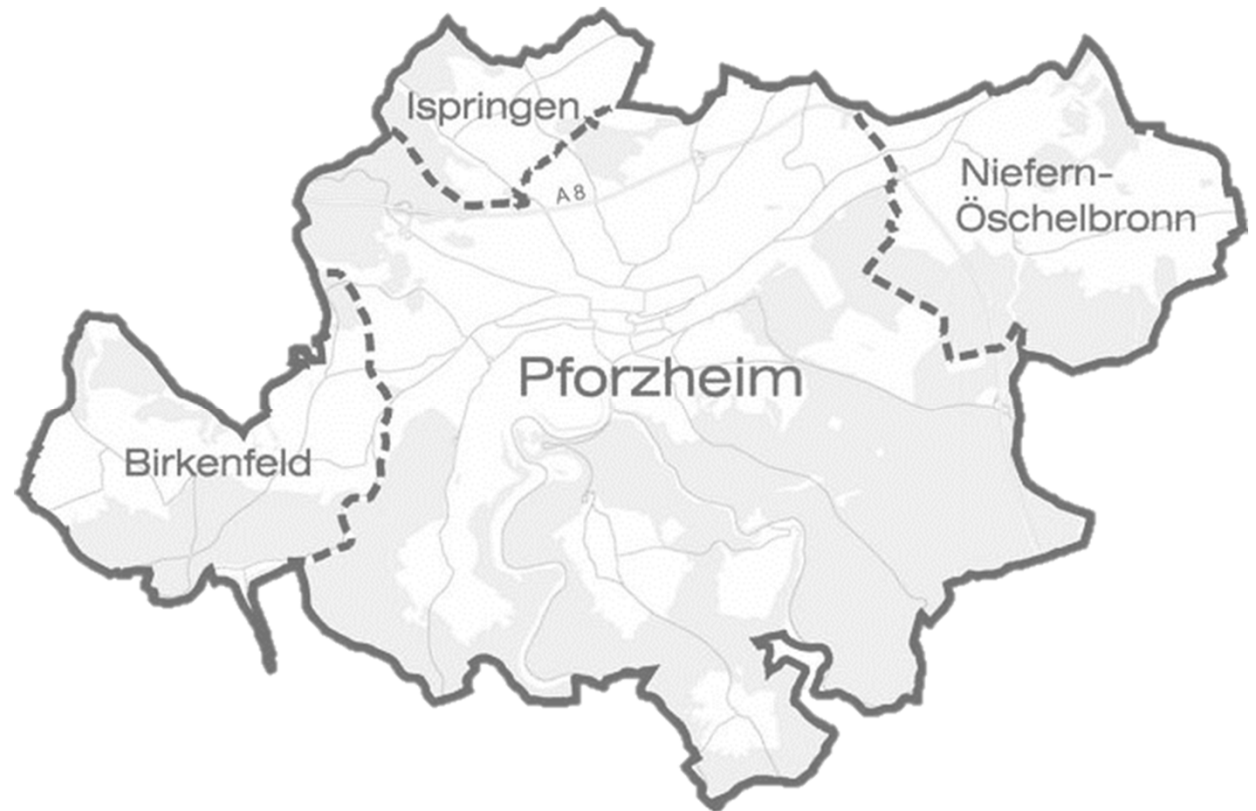 Ispringen
A 8
Niefern-
Öschelbronn
Pforzheim
Birkenfeld